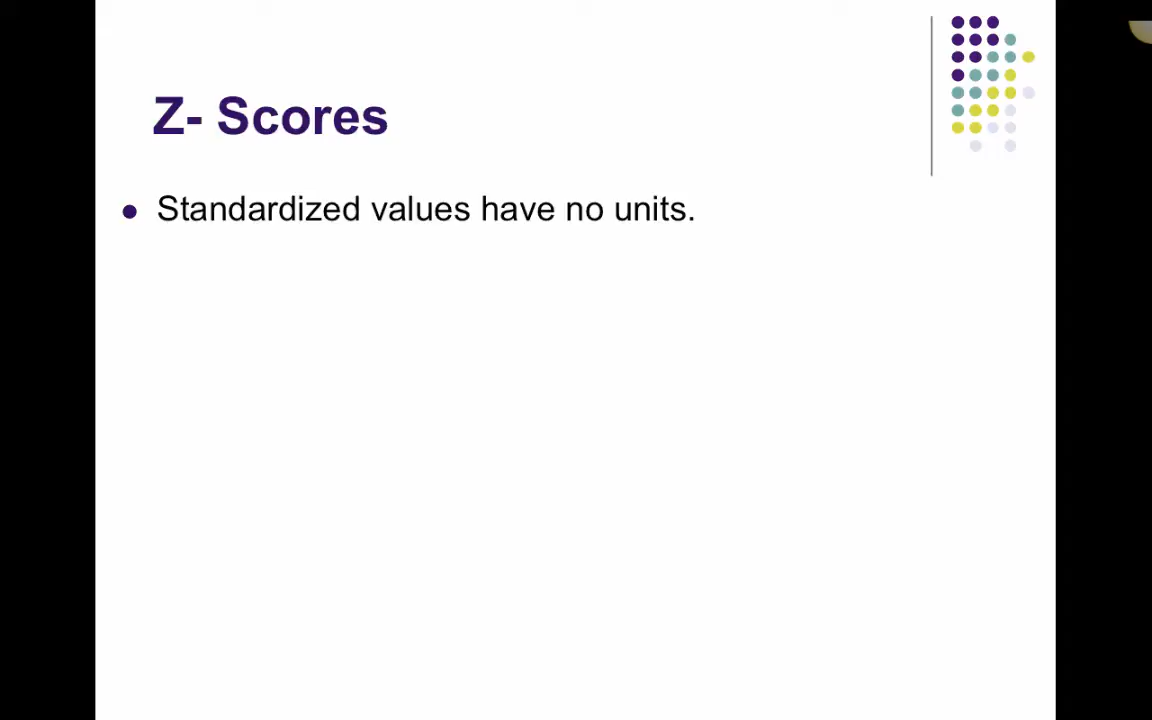 Z- Scores
● Standardized values have no units.